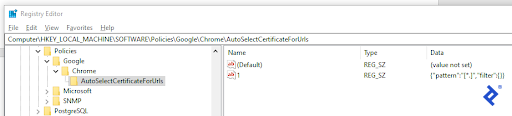 Registry Editor
File Edit View Favorites Help
Computer\HKEY_LOCAL_MACHINE\SOFTWARE\Policies\Google\Chrome\AutoSelectCertificateForUrls
Policies
Google
Chrome
AutoSelectCertificateForUrls
Microsoft
SNMP
PostgreSQL
Name Type Data
(Default) REG_SZ (value not set)
1 REG_SZ {"pattern":"[*.]","filter":{}}